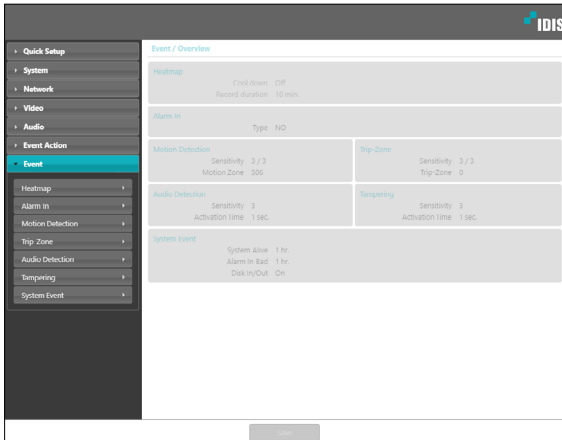 IDIS
Quick Setup
System
Network
Video
Audio
Event Action
Event
Heatmap
Alarm In
Motion Detection
Trip Zone
Audio Detection
Tampering
System Event
Event / Overview
Heatmap
Cool down Off
Record duration 10 min.
Alarm In
Type NO
Motion Detection
Sensitivity 3 / 3
Motion Zone 300
Trip-Zone
Sensitivity 3 / 3
Trip-Zone 0
Audio Detection
Sensitivity 3
Activation Time 1 sec.
Tampering
Sensitivity 3
Activation Time 1 sec.
System Event
System Alive 1 hr.
Alarm In Bad 1 hr.
Disk In/Out On